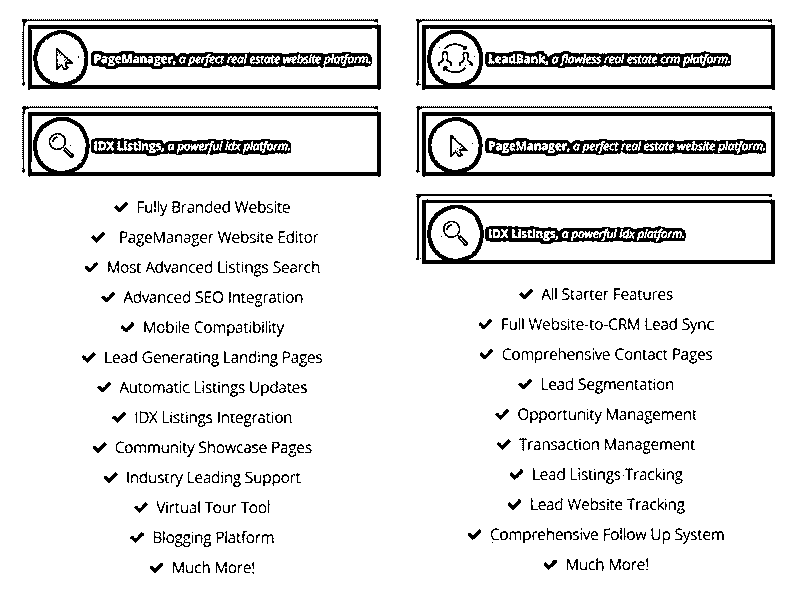 PageManager, a perfect real estate website platform.
IDX Listings, a powerful idx platform.
✔ Fully Branded Website
✔ PageManager Website Editor
✔ Most Advanced Listings Search
✔ Advanced SEO Integration
✔ Mobile Compatibility
✔ Lead Generating Landing Pages
✔ Automatic Listings Updates
✔ IDX Listings Integration
✔ Community Showcase Pages
✔ Industry Leading Support
✔ Virtual Tour Tool
✔ Blogging Platform
✔ Much More!
LeadBank, a flawless real estate crm platform.
PageManager, a perfect real estate website platform.
IDX Listings, a powerful idx platform.
✔ All Starter Features
✔ Full Website-to-CRM Lead Sync
✔ Comprehensive Contact Pages
✔ Lead Segmentation
✔ Opportunity Management
✔ Transaction Management
✔ Lead Listings Tracking
✔ Lead Website Tracking
✔ Comprehensive Follow Up System
✔ Much More!